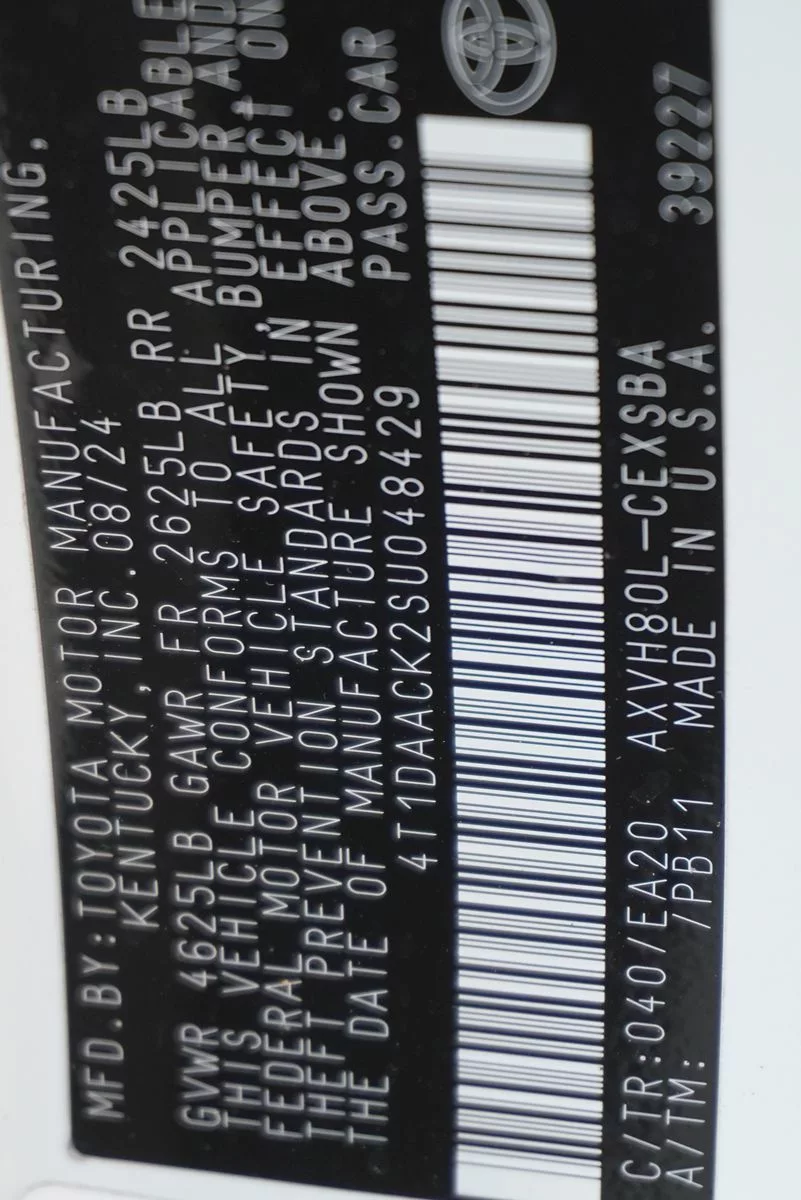 MFD.BY:TOYOTA MOTOR MANUFACTURING,
KENTUCKY, INC.08/24
GVWR 4625LB GAWR FR 2625LB RR 2425LB
THIS VEHICLE CONFORMS TO ALL APPLICABLE
FEDERAL MOTOR VEHICLE SAFETY, BUMPER AND
THEFT PREVENTION STANDARDS IN EFFECT ON
THE DATE OF MANUFACTURE SHOWN ABOVE.
4T1DAACK2SU048429 PASS.CAR
C/TR:040/EA20 AXVH80L-CEXSBA 39227
A/TM: /PB11 MADE IN U.S.A.